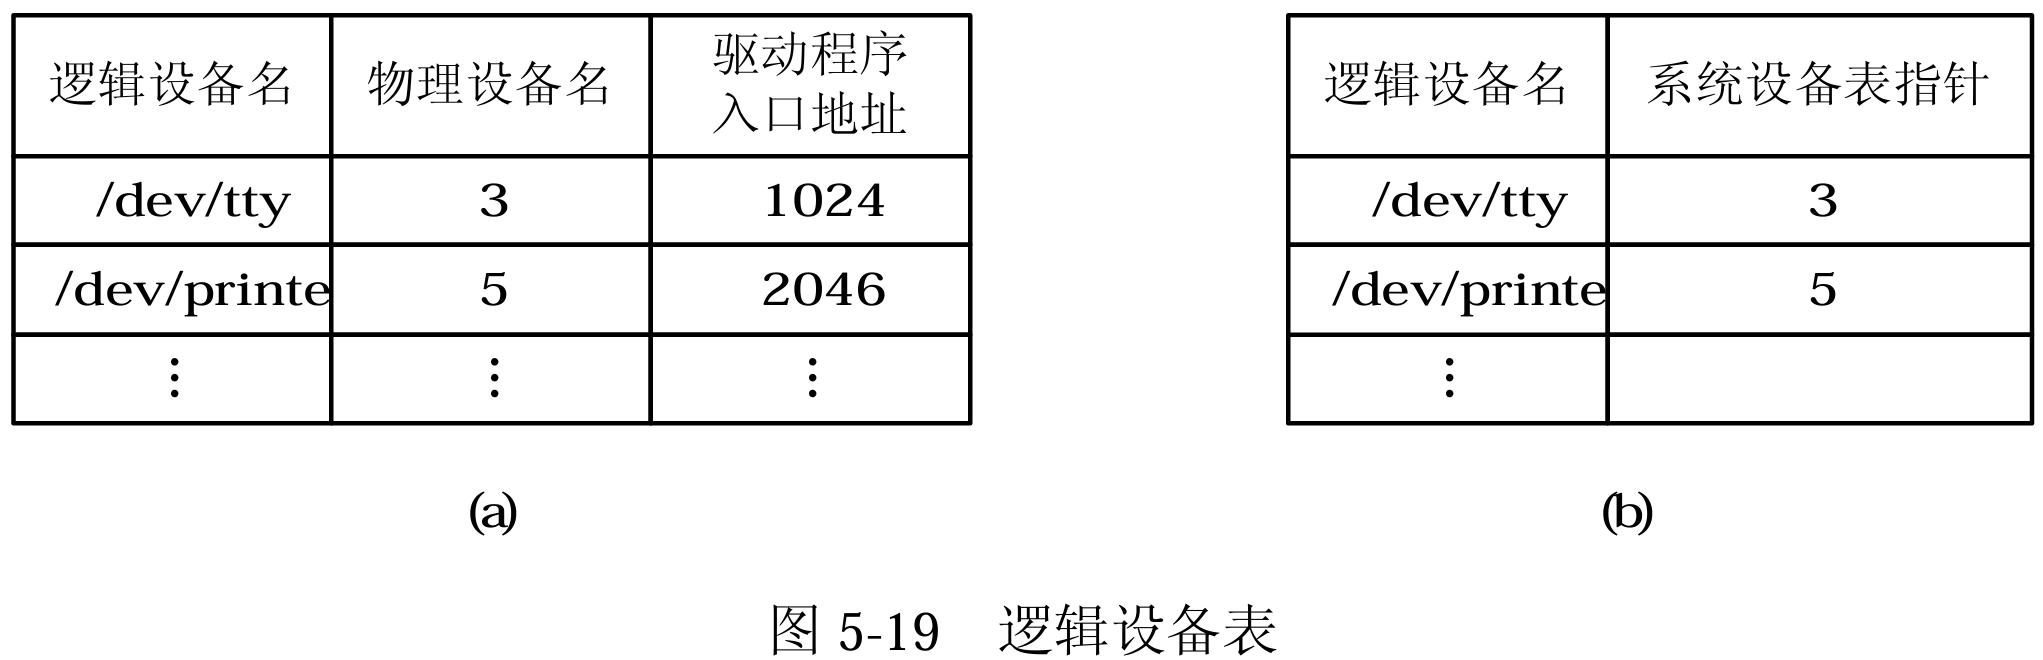 逻辑设备名 物理设备名 驱动程序
入口地址
/dev/tty 3 1024
/dev/printe 5 2046
⋮ ⋮ ⋮
(a)
逻辑设备名 系统设备表指针
/dev/tty 3
/dev/printe 5
⋮
(b)
图 5-19 逻辑设备表